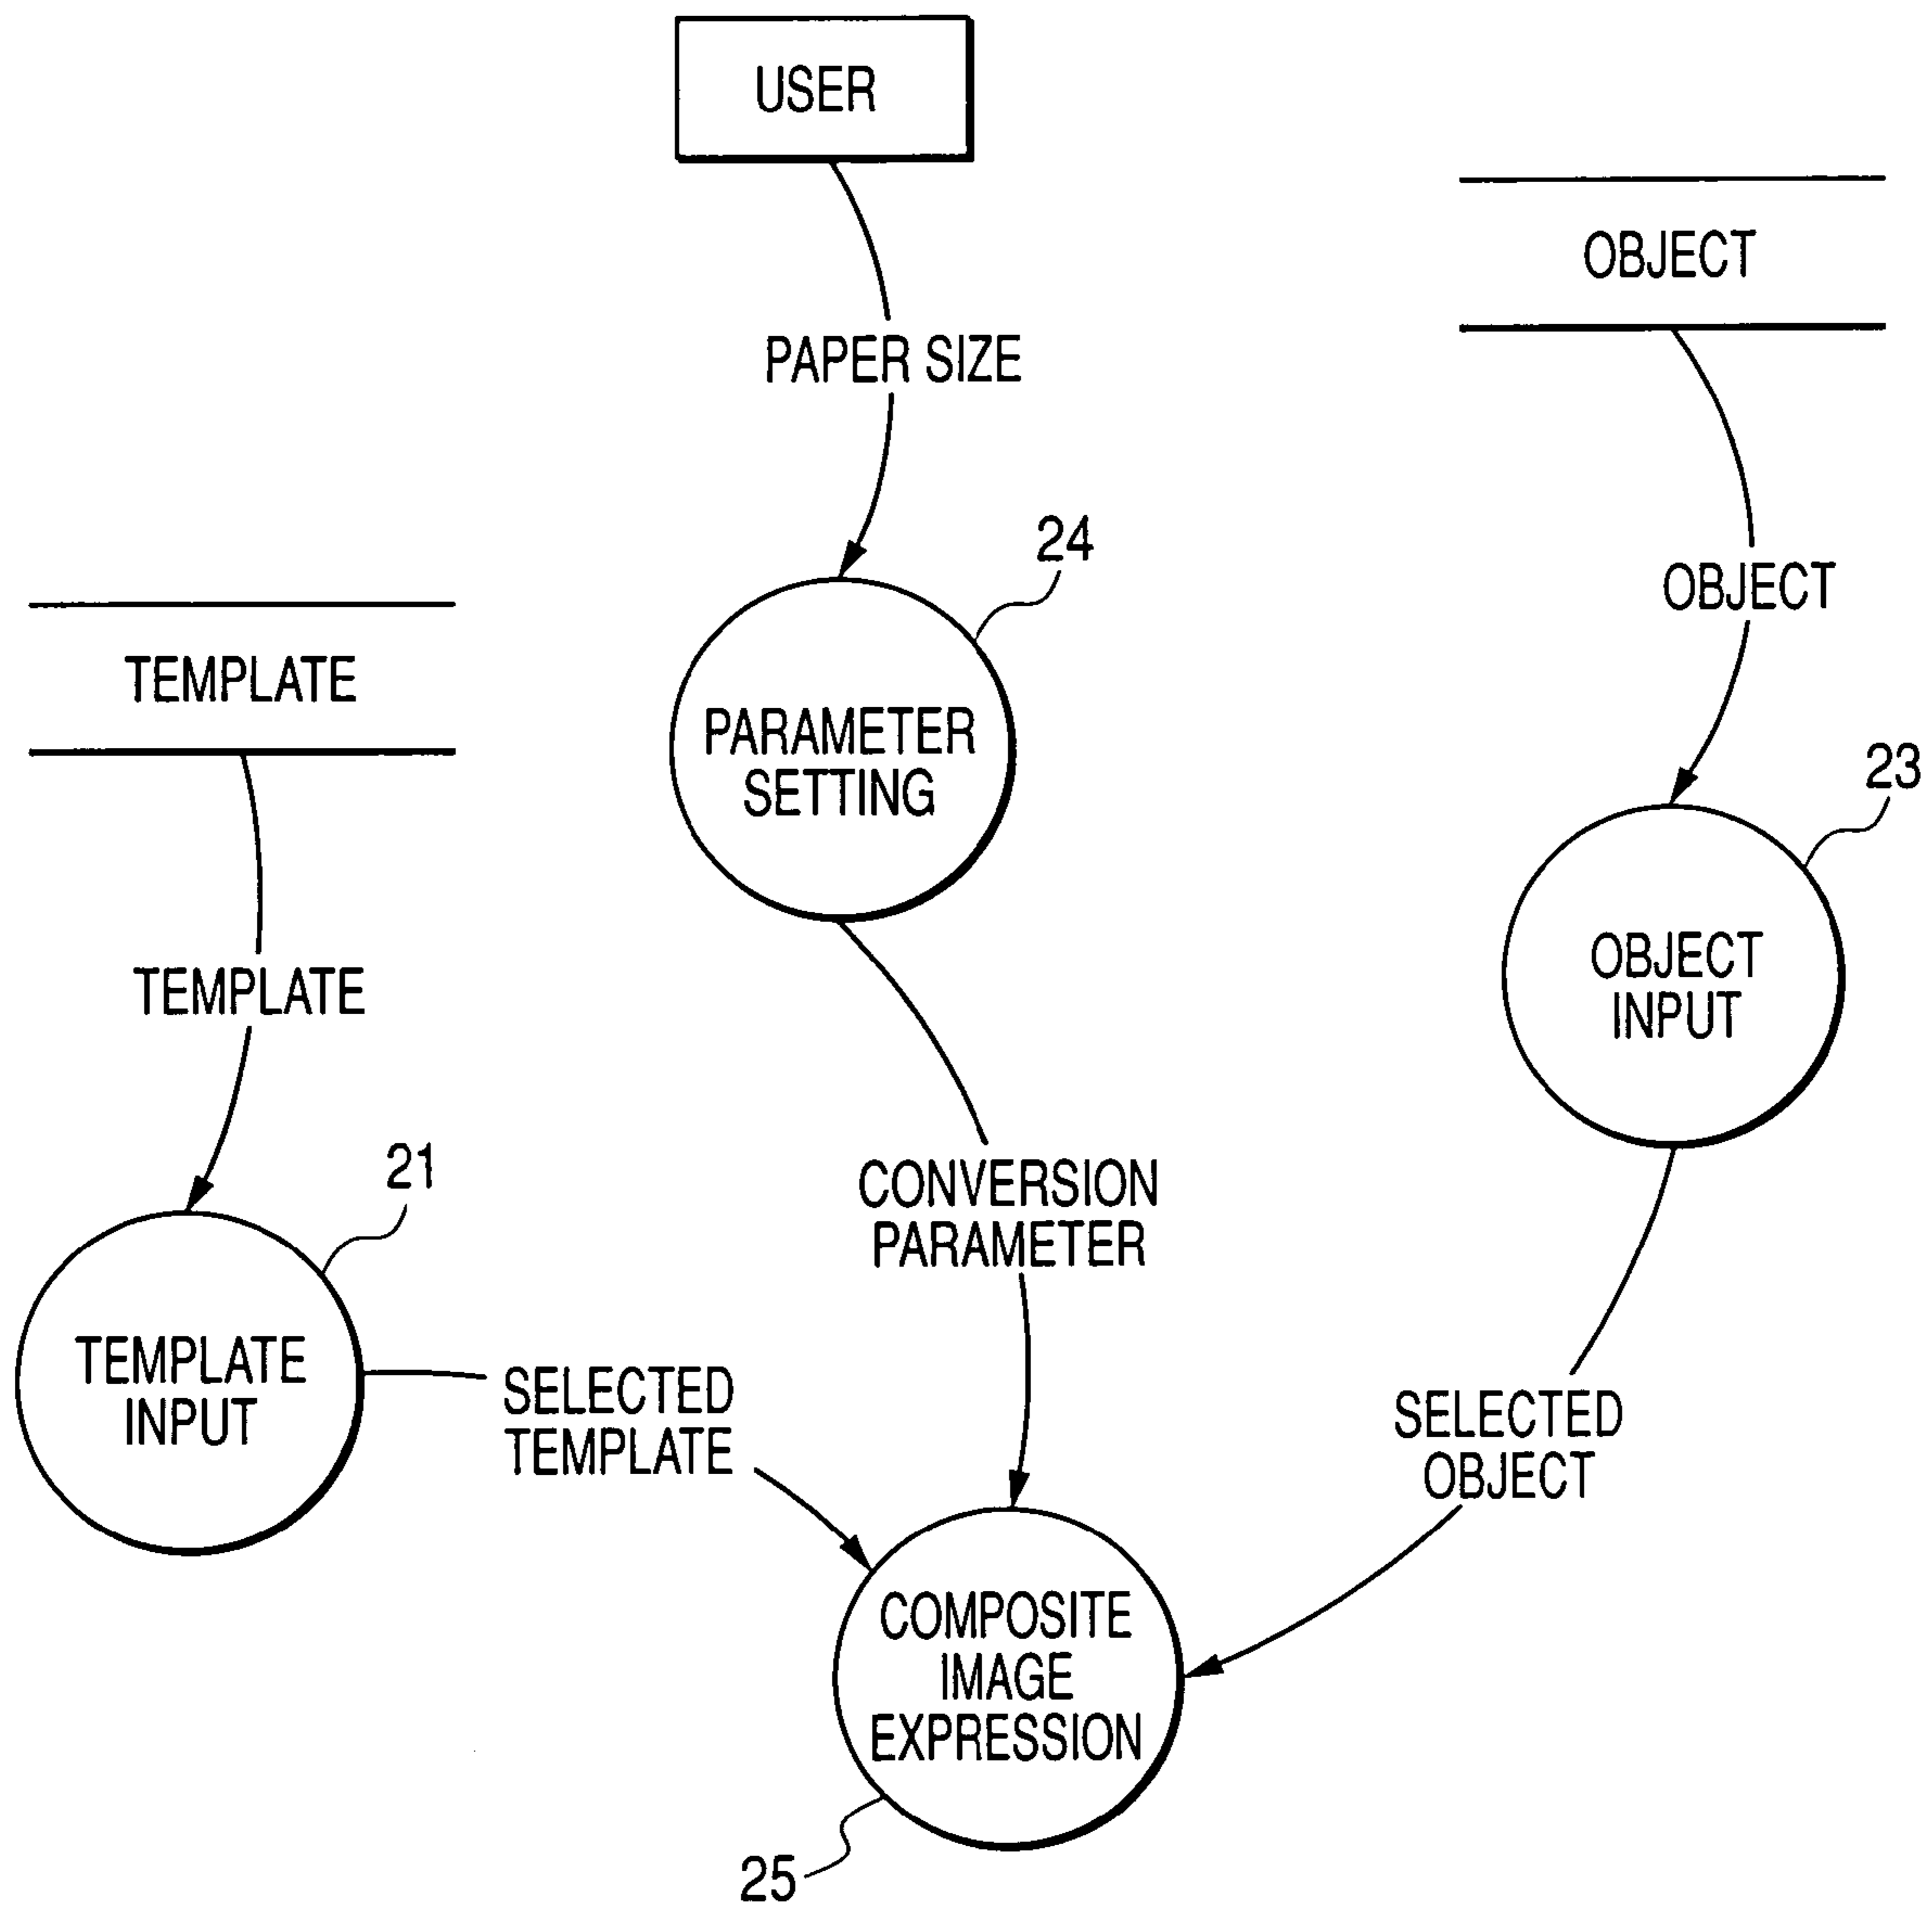 USER
OBJECT
PAPER SIZE
24
OBJECT
TEMPLATE
PARAMETER
SETTING
23
OBJECT
INPUT
TEMPLATE
21
CONVERSION
PARAMETER
TEMPLATE
INPUT
SELECTED
TEMPLATE
SELECTED
OBJECT
COMPOSITE
IMAGE
EXPRESSION
25